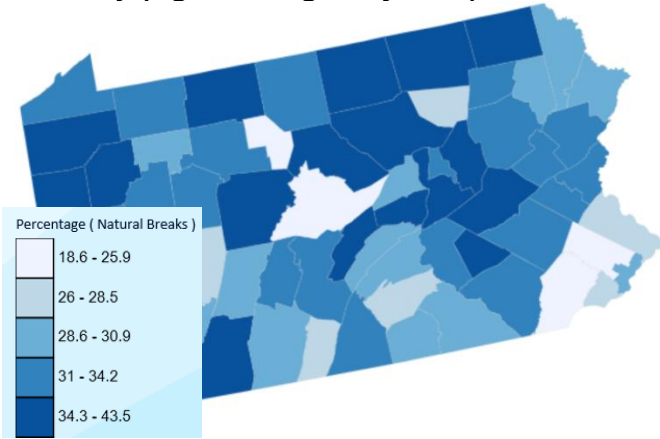 Percentage ( Natural Breaks )
18.6 - 25.9
26 - 28.5
28.6 - 30.9
31 - 34.2
34.3 - 43.5